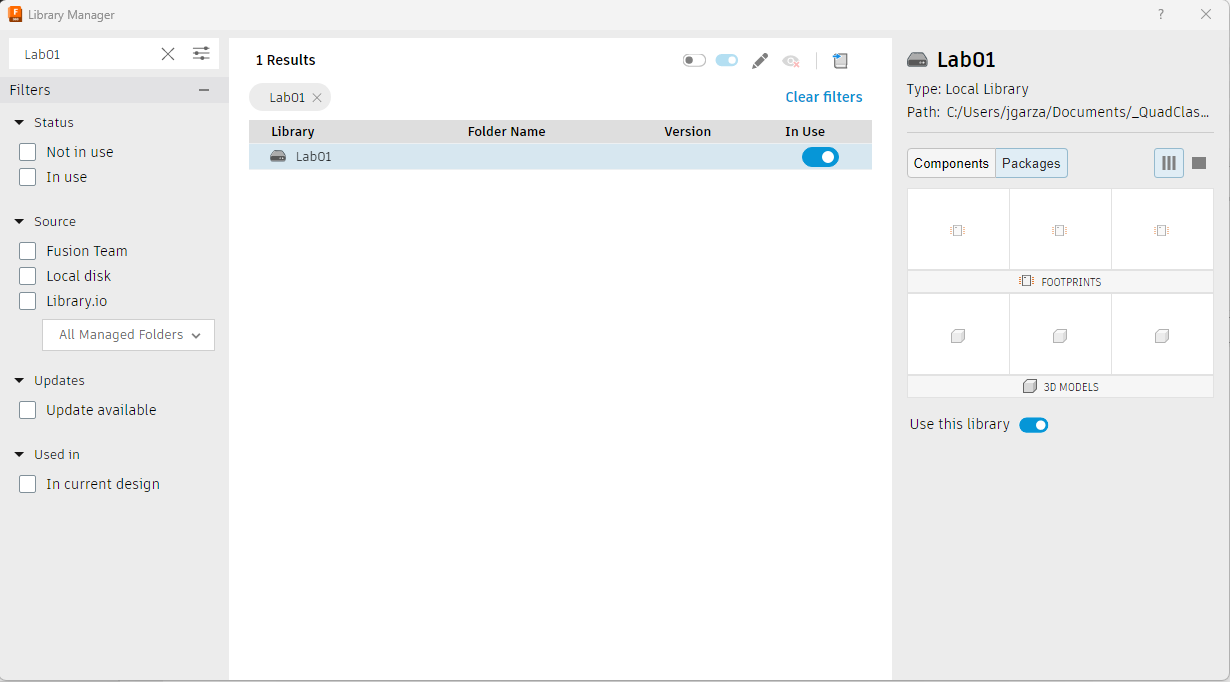 Library Manager
?
Lab01
Filters
Status
Not in use
In use
Source
Fusion Team
Local disk
Library.io
All Managed Folders
Updates
Update available
Used in
In current design
1 Results
Lab01
Clear filters
Library Folder Name Version In Use
Lab01
Lab01
Type: Local Library
Path: C:/Users/jgarza/Documents/_QuadClas...
Components Packages
FOOTPRINTS
3D MODELS
Use this library